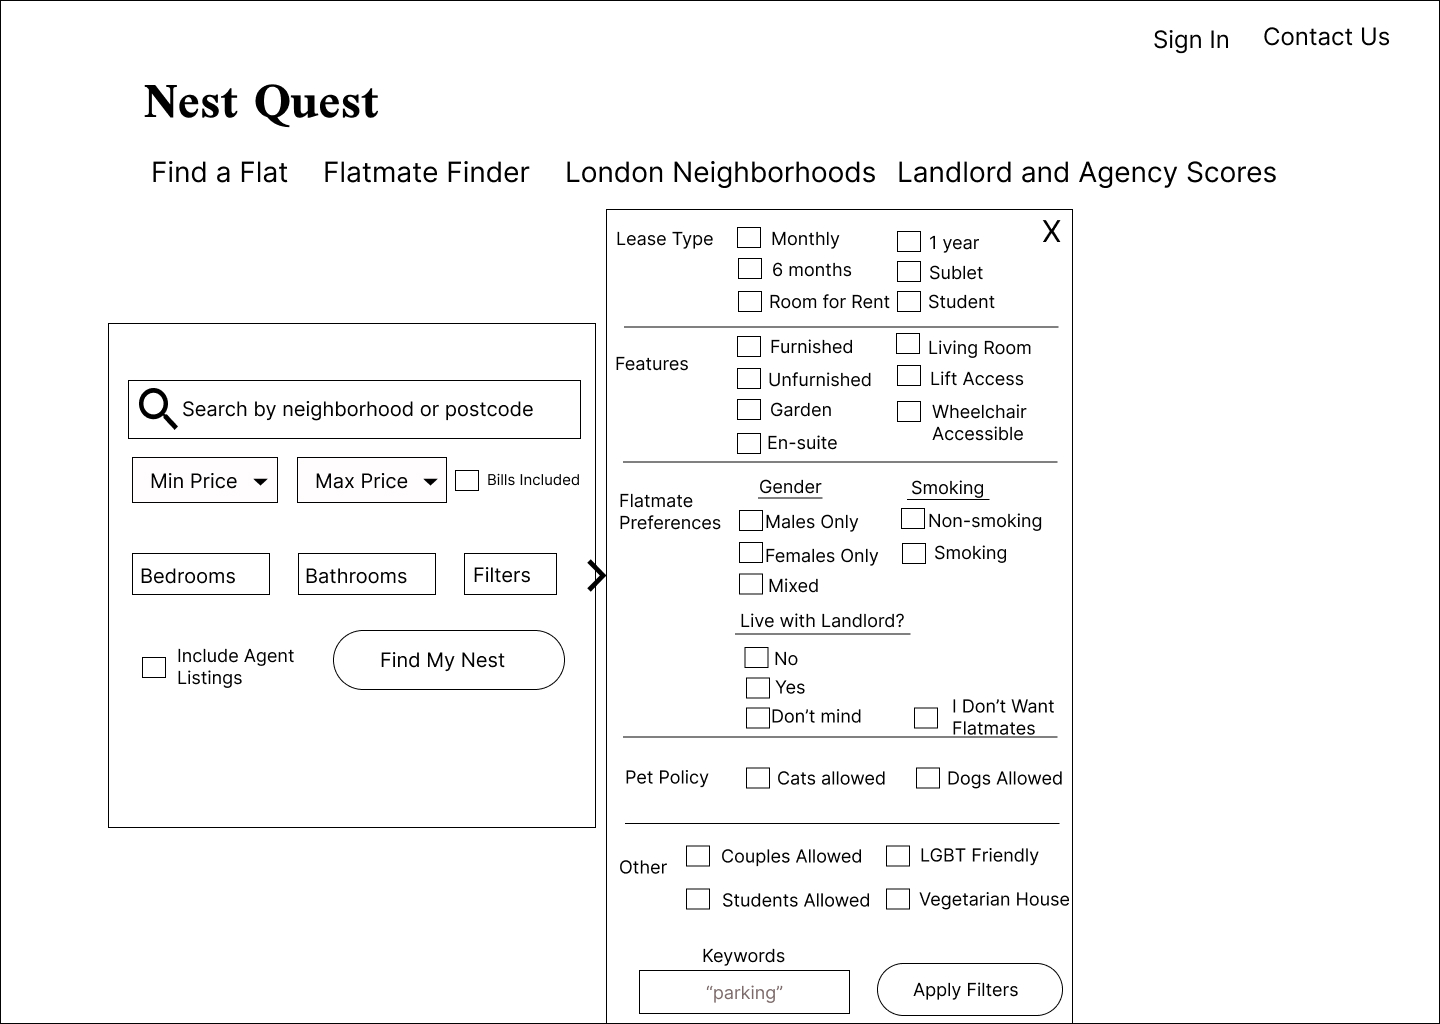 Sign In
Contact Us
Nest Quest
Find a Flat
Flatmate Finder
London Neighborhoods
Landlord and Agency Scores
Search by neighborhood or postcode
Min Price
Max Price
Bills Included
Bedrooms
Bathrooms
Filters
Include Agent
Listings
Find My Nest
X
Lease Type
Monthly
1 year
6 months
Sublet
Room for Rent
Student
Features
Furnished
Living Room
Unfurnished
Lift Access
Garden
Wheelchair
Accessible
En-suite
Flatmate
Preferences
Gender
Smoking
Males Only
Non-smoking
Females Only
Smoking
Mixed
Live with Landlord?
No
Yes
Don’t mind
I Don’t Want
Flatmates
Pet Policy
Cats allowed
Dogs Allowed
Other
Couples Allowed
LGBT Friendly
Students Allowed
Vegetarian House
Keywords
“parking”
Apply Filters